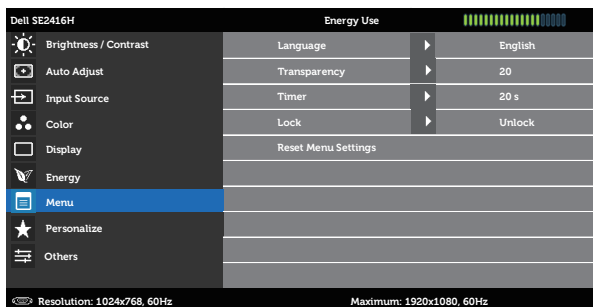 Dell SE2416H Energy Use
Brightness / Contrast Language English
Auto Adjust Transparency 20
Input Source Timer 20 s
Color Lock Unlock
Display Reset Menu Settings
Energy
Menu
Personalize
Others
Resolution: 1024x768, 60Hz Maximum: 1920x1080, 60Hz